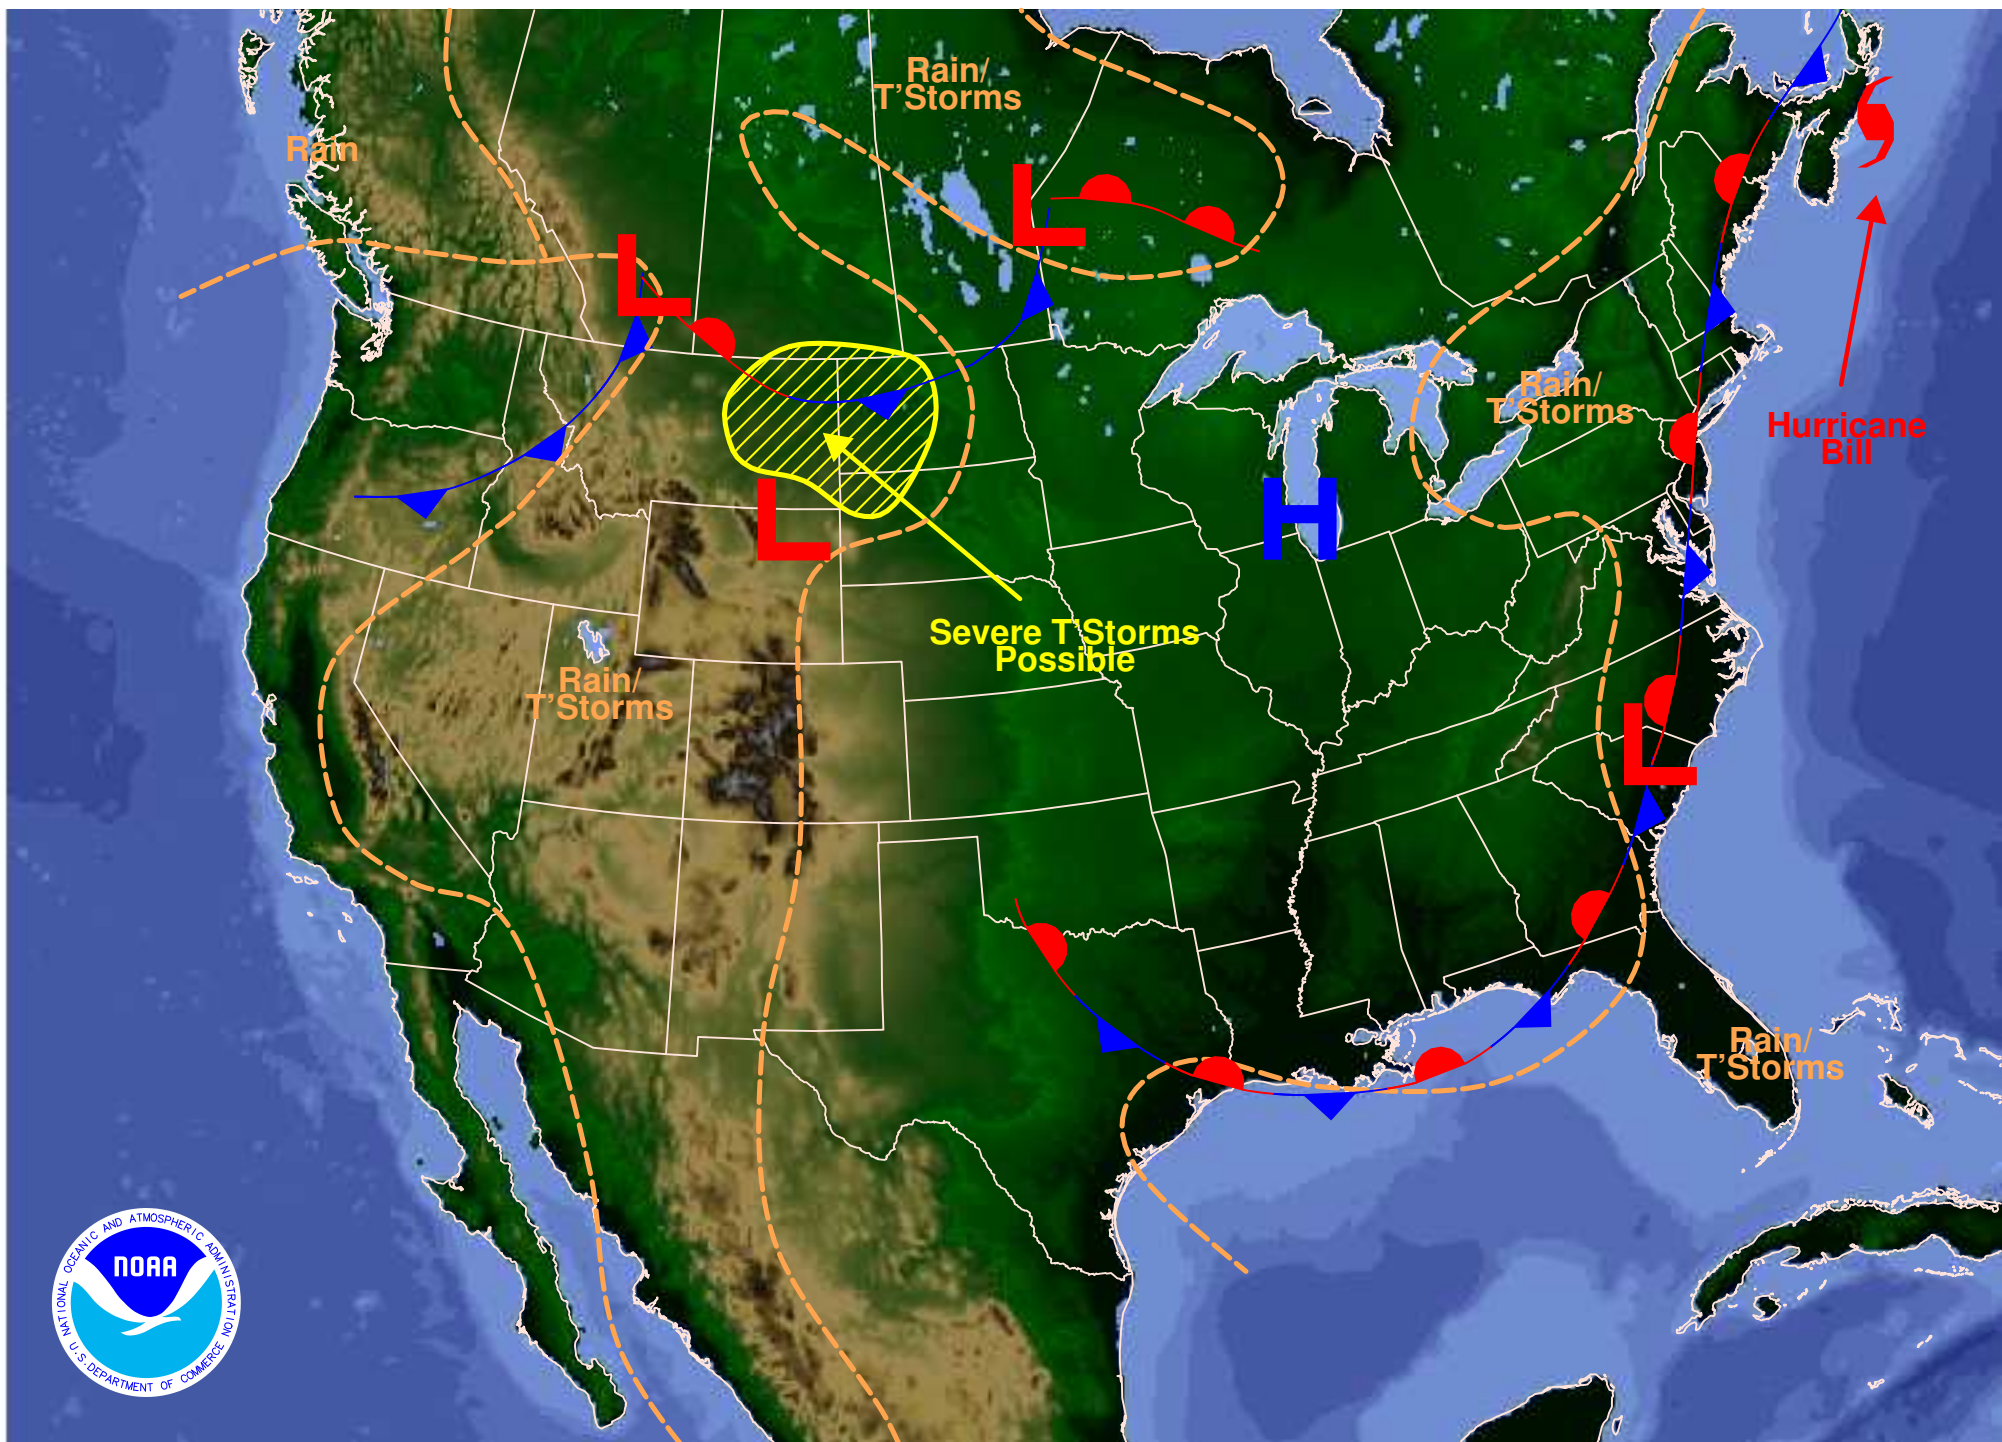 Rain/
T'Storms
Rain
L
L
Rain/
T'Storms
Hurricane
Bill
L
H
Severe T'Storms
Possible
Rain/
T'Storms
L
Rain/
T'Storms
NATIONAL OCEANIC AND ATMOSPHERIC ADMINISTRATION
NOAA
U.S. DEPARTMENT OF COMMERCE